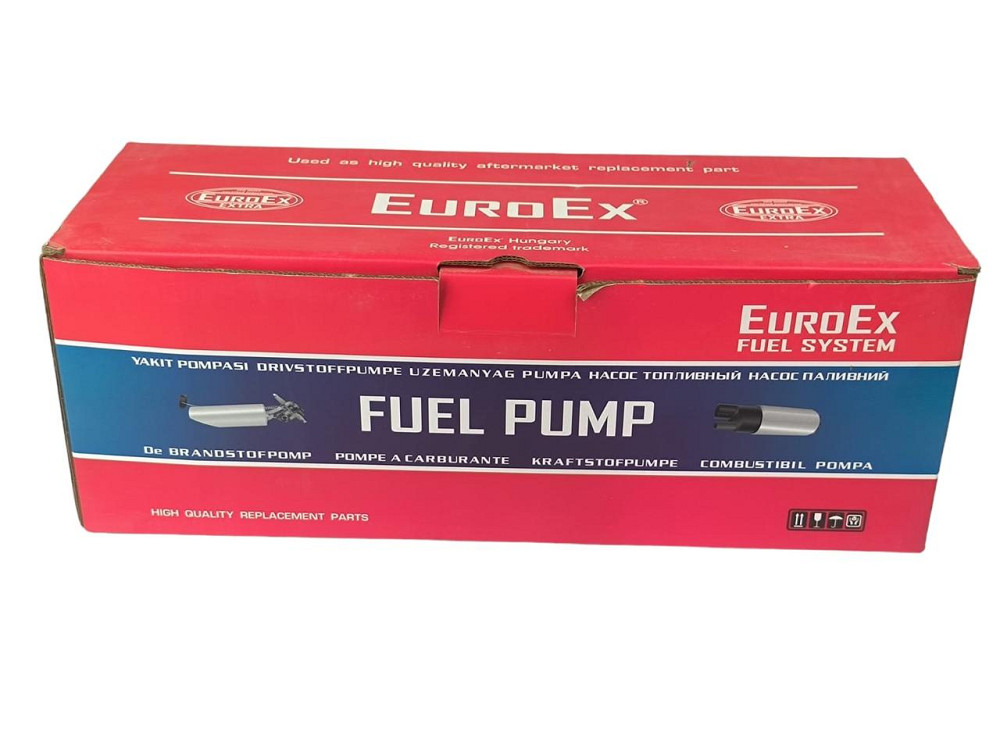 Used as high quality aftermarket replacement part
EuroEx EXTRA
EuroEx®
EuroEx EXTRA
EuroEx Hungary
Registered trademark
EuroEx
FUEL SYSTEM
YAKIT POMPASI DRIVSTOFFPUMPE UZEMANYAG PUMPA НАСОС ТОПЛИВНЫЙ НАСОС ПАЛИВНИЙ
FUEL PUMP
De BRANDSTOFPOMP POMPE A CARBURANTE KRAFTSTOFPUMPE COMBUSTIBIL POMPA
HIGH QUALITY REPLACEMENT PARTS